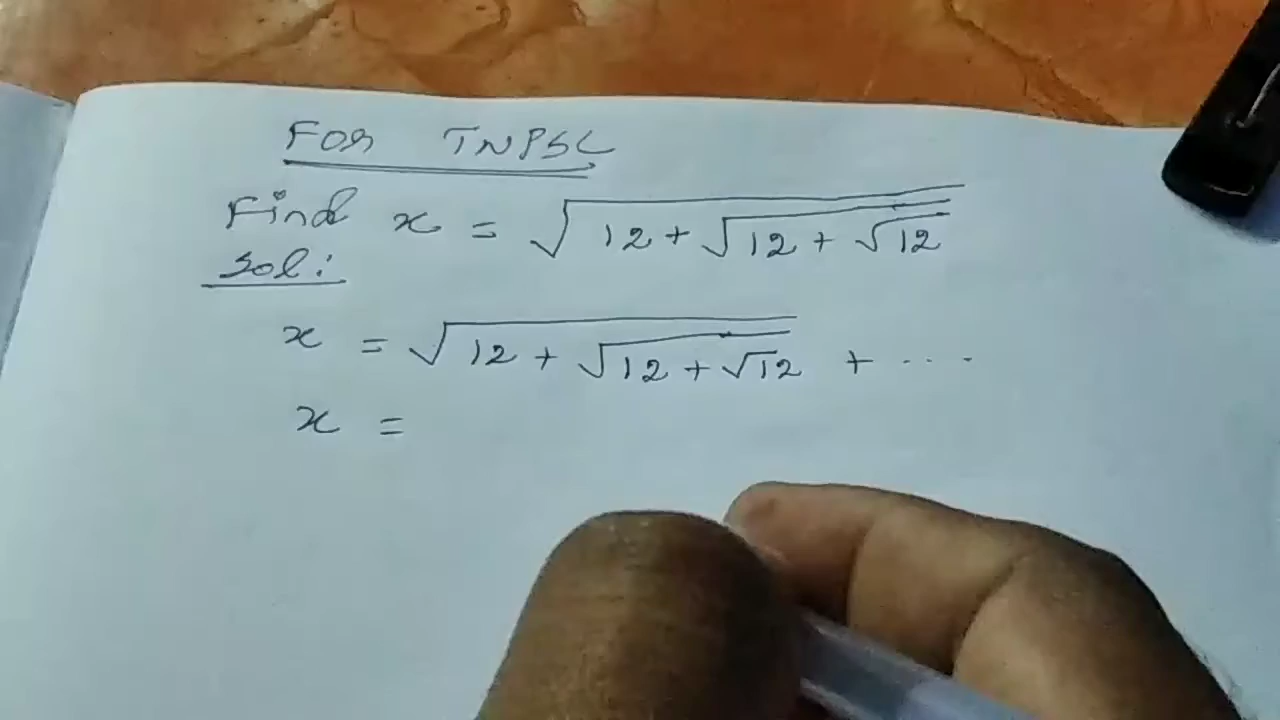 For TNPSC
Find x = √(12 + √(12 + √12))
Sol:
x = √(12 + √(12 + √12)) + ....
x =